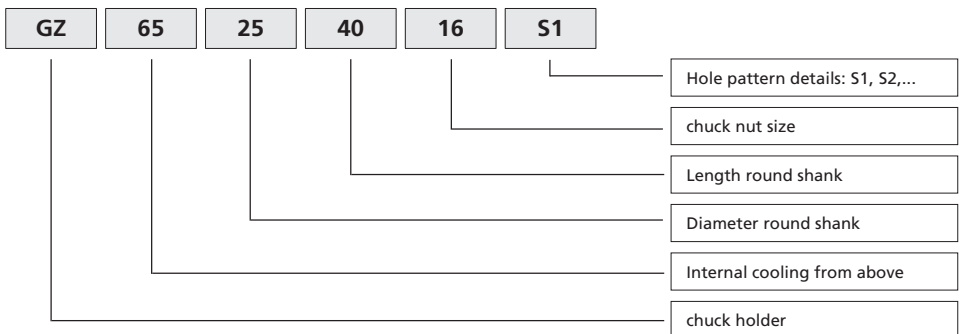 GZ 65 25 40 16 S1
Hole pattern details: S1, S2,...
chuck nut size
Length round shank
Diameter round shank
Internal cooling from above
chuck holder